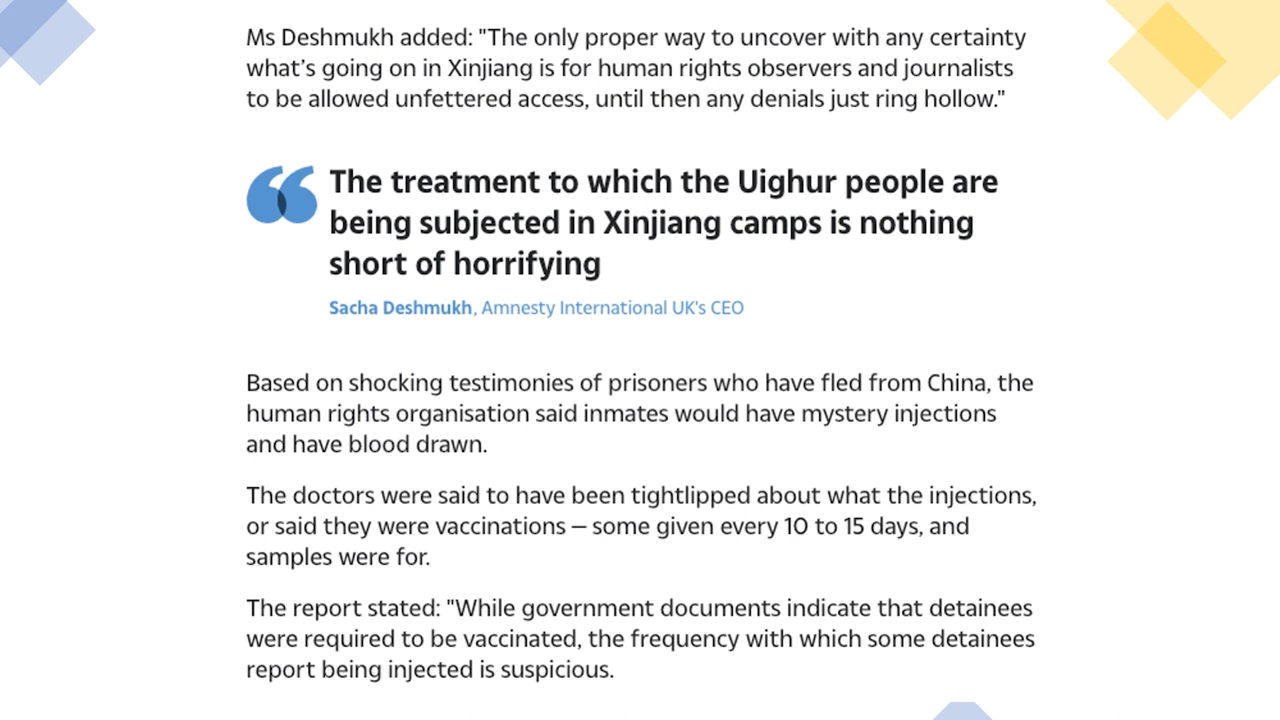 Ms Deshmukh added: "The only proper way to uncover with any certainty
what’s going on in Xinjiang is for human rights observers and journalists
to be allowed unfettered access, until then any denials just ring hollow."
The treatment to which the Uighur people are
being subjected in Xinjiang camps is nothing
short of horrifying
Sacha Deshmukh, Amnesty International UK's CEO
Based on shocking testimonies of prisoners who have fled from China, the
human rights organisation said inmates would have mystery injections
and have blood drawn.
The doctors were said to have been tightlipped about what the injections,
or said they were vaccinations – some given every 10 to 15 days, and
samples were for.
The report stated: "While government documents indicate that detainees
were required to be vaccinated, the frequency with which some detainees
report being injected is suspicious.